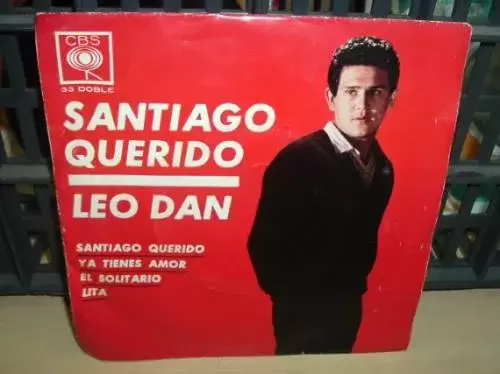 CBS
33 DOBLE
SANTIAGO
QUERIDO
LEO DAN
SANTIAGO QUERIDO
YA TIENES AMOR
EL SOLITARIO
LITA